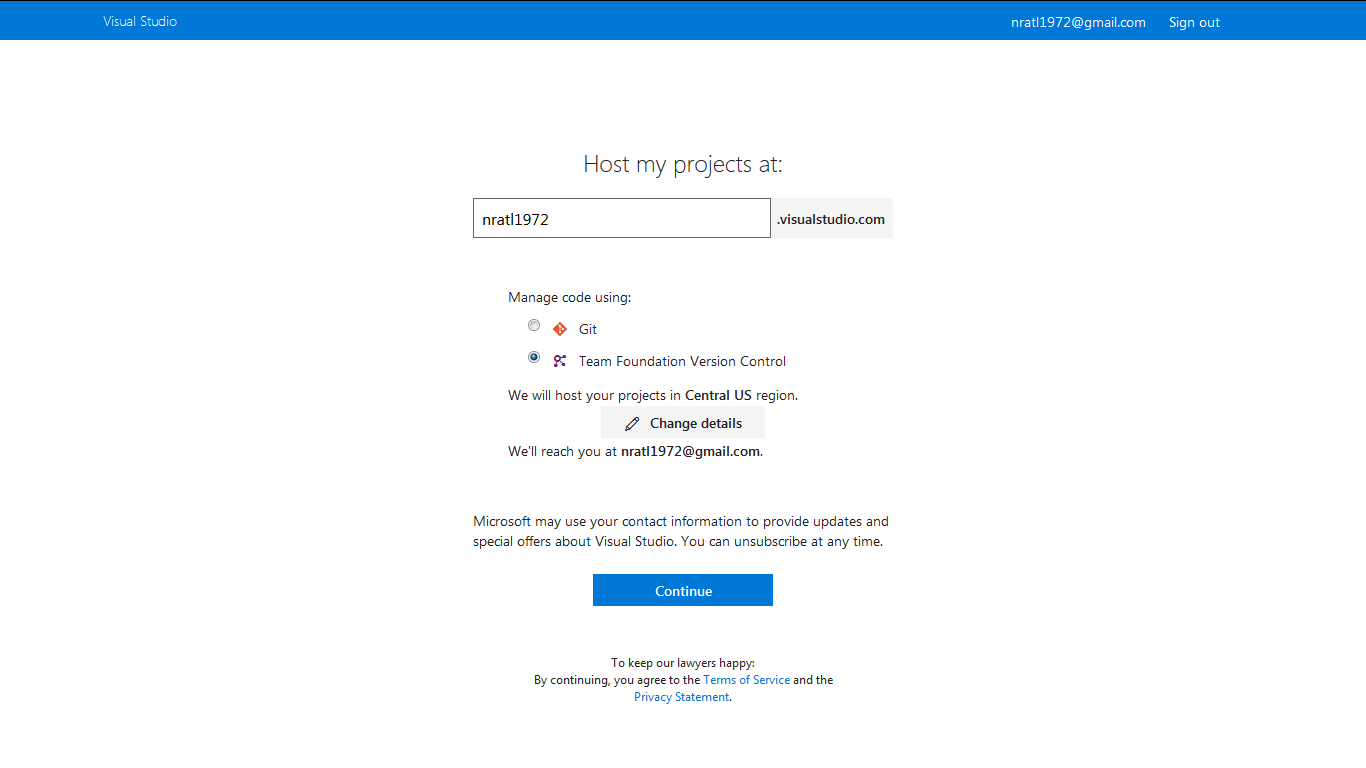 Visual Studio
nratl1972@gmail.com
Sign out
Host my projects at:
nratl1972 .visualstudio.com
Manage code using:
Git
Team Foundation Version Control
We will host your projects in Central US region.
Change details
We'll reach you at nratl1972@gmail.com.
Microsoft may use your contact information to provide updates and
special offers about Visual Studio. You can unsubscribe at any time.
Continue
To keep our lawyers happy:
By continuing, you agree to the Terms of Service and the
Privacy Statement.